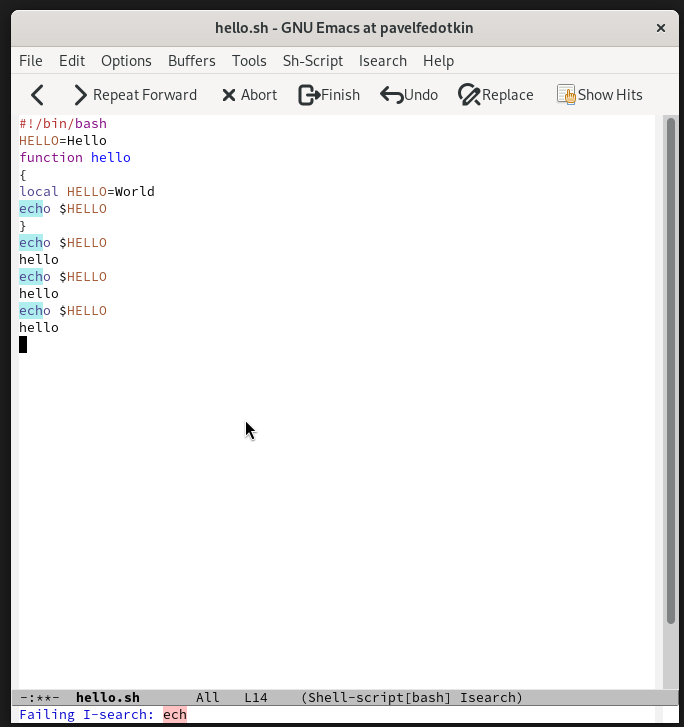 hello.sh - GNU Emacs at pavelfedotkin ×
File Edit Options Buffers Tools Sh-Script Isearch Help
Repeat Forward Abort Finish Undo Replace Show Hits
#!/bin/bash
HELLO=Hello
function hello
{
local HELLO=World
echo $HELLO
}
echo $HELLO
hello
echo $HELLO
hello
echo $HELLO
hello
-:**- hello.sh All L14 (Shell-script[bash] Isearch)
Failing I-search: ech